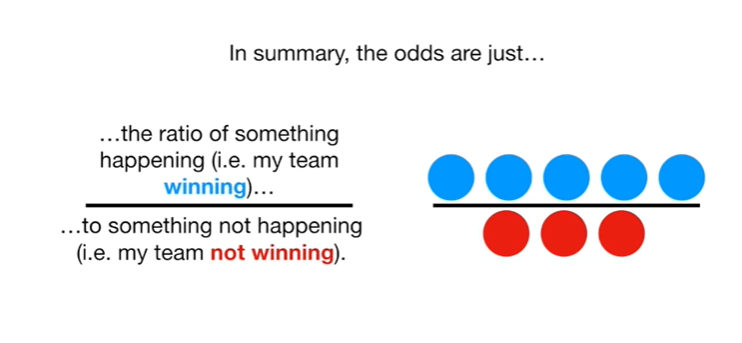 In summary, the odds are just…
…the ratio of something
happening (i.e. my team
winning)…
…to something not happening
(i.e. my team not winning).